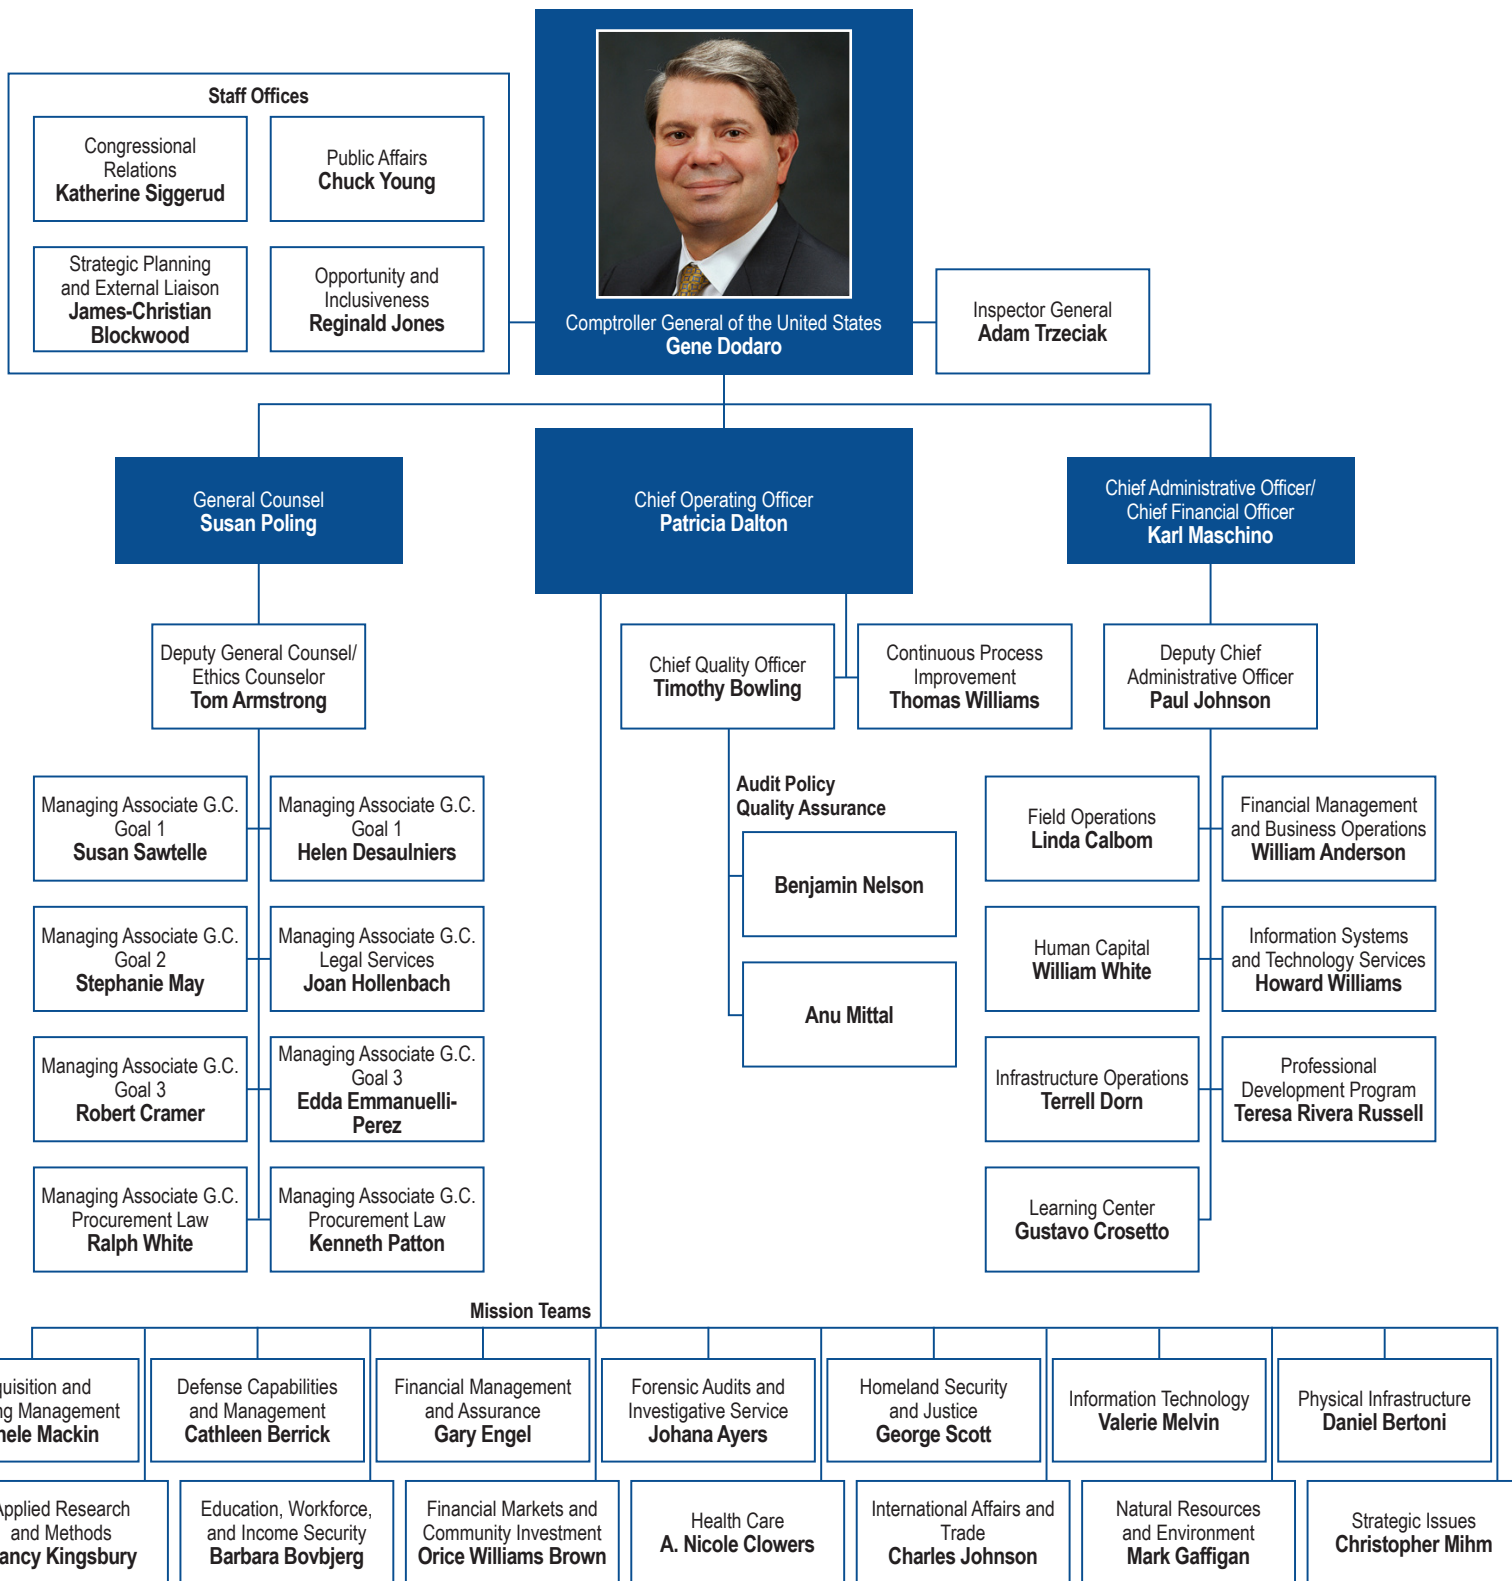 Staff Offices
Congressional
Relations
Katherine Siggerud
Public Affairs
Chuck Young
Strategic Planning
and External Liaison
James-Christian
Blockwood
Opportunity and
Inclusiveness
Reginald Jones
Comptroller General of the United States
Gene Dodaro
Inspector General
Adam Trzeciak
General Counsel
Susan Poling
Chief Operating Officer
Patricia Dalton
Chief Administrative Officer/
Chief Financial Officer
Karl Maschino
Deputy General Counsel/
Ethics Counselor
Tom Armstrong
Chief Quality Officer
Timothy Bowling
Continuous Process
Improvement
Thomas Williams
Deputy Chief
Administrative Officer
Paul Johnson
Managing Associate G.C.
Goal 1
Susan Sawtelle
Managing Associate G.C.
Goal 1
Helen Desaulniers
Managing Associate G.C.
Goal 2
Stephanie May
Managing Associate G.C.
Legal Services
Joan Hollenbach
Managing Associate G.C.
Goal 3
Robert Cramer
Managing Associate G.C.
Goal 3
Edda Emmanuelli-
Perez
Managing Associate G.C.
Procurement Law
Ralph White
Managing Associate G.C.
Procurement Law
Kenneth Patton
Audit Policy
Quality Assurance
Benjamin Nelson
Anu Mittal
Field Operations
Linda Calbom
Financial Management
and Business Operations
William Anderson
Human Capital
William White
Information Systems
and Technology Services
Howard Williams
Infrastructure Operations
Terrell Dorn
Professional
Development Program
Teresa Rivera Russell
Learning Center
Gustavo Crosetto
Mission Teams
and
Management
Mackin
Defense Capabilities
and Management
Cathleen Berrick
Financial Management
and Assurance
Gary Engel
Forensic Audits and
Investigative Service
Johana Ayers
Homeland Security
and Justice
George Scott
Information Technology
Valerie Melvin
Physical Infrastructure
Daniel Bertoni
Applied Research
and Methods
Kingsbury
Education, Workforce,
and Income Security
Barbara Bovbjerg
Financial Markets and
Community Investment
Orice Williams Brown
Health Care
A. Nicole Clowers
International Affairs and
Trade
Charles Johnson
Natural Resources
and Environment
Mark Gaffigan
Strategic Issues
Christopher Mihm